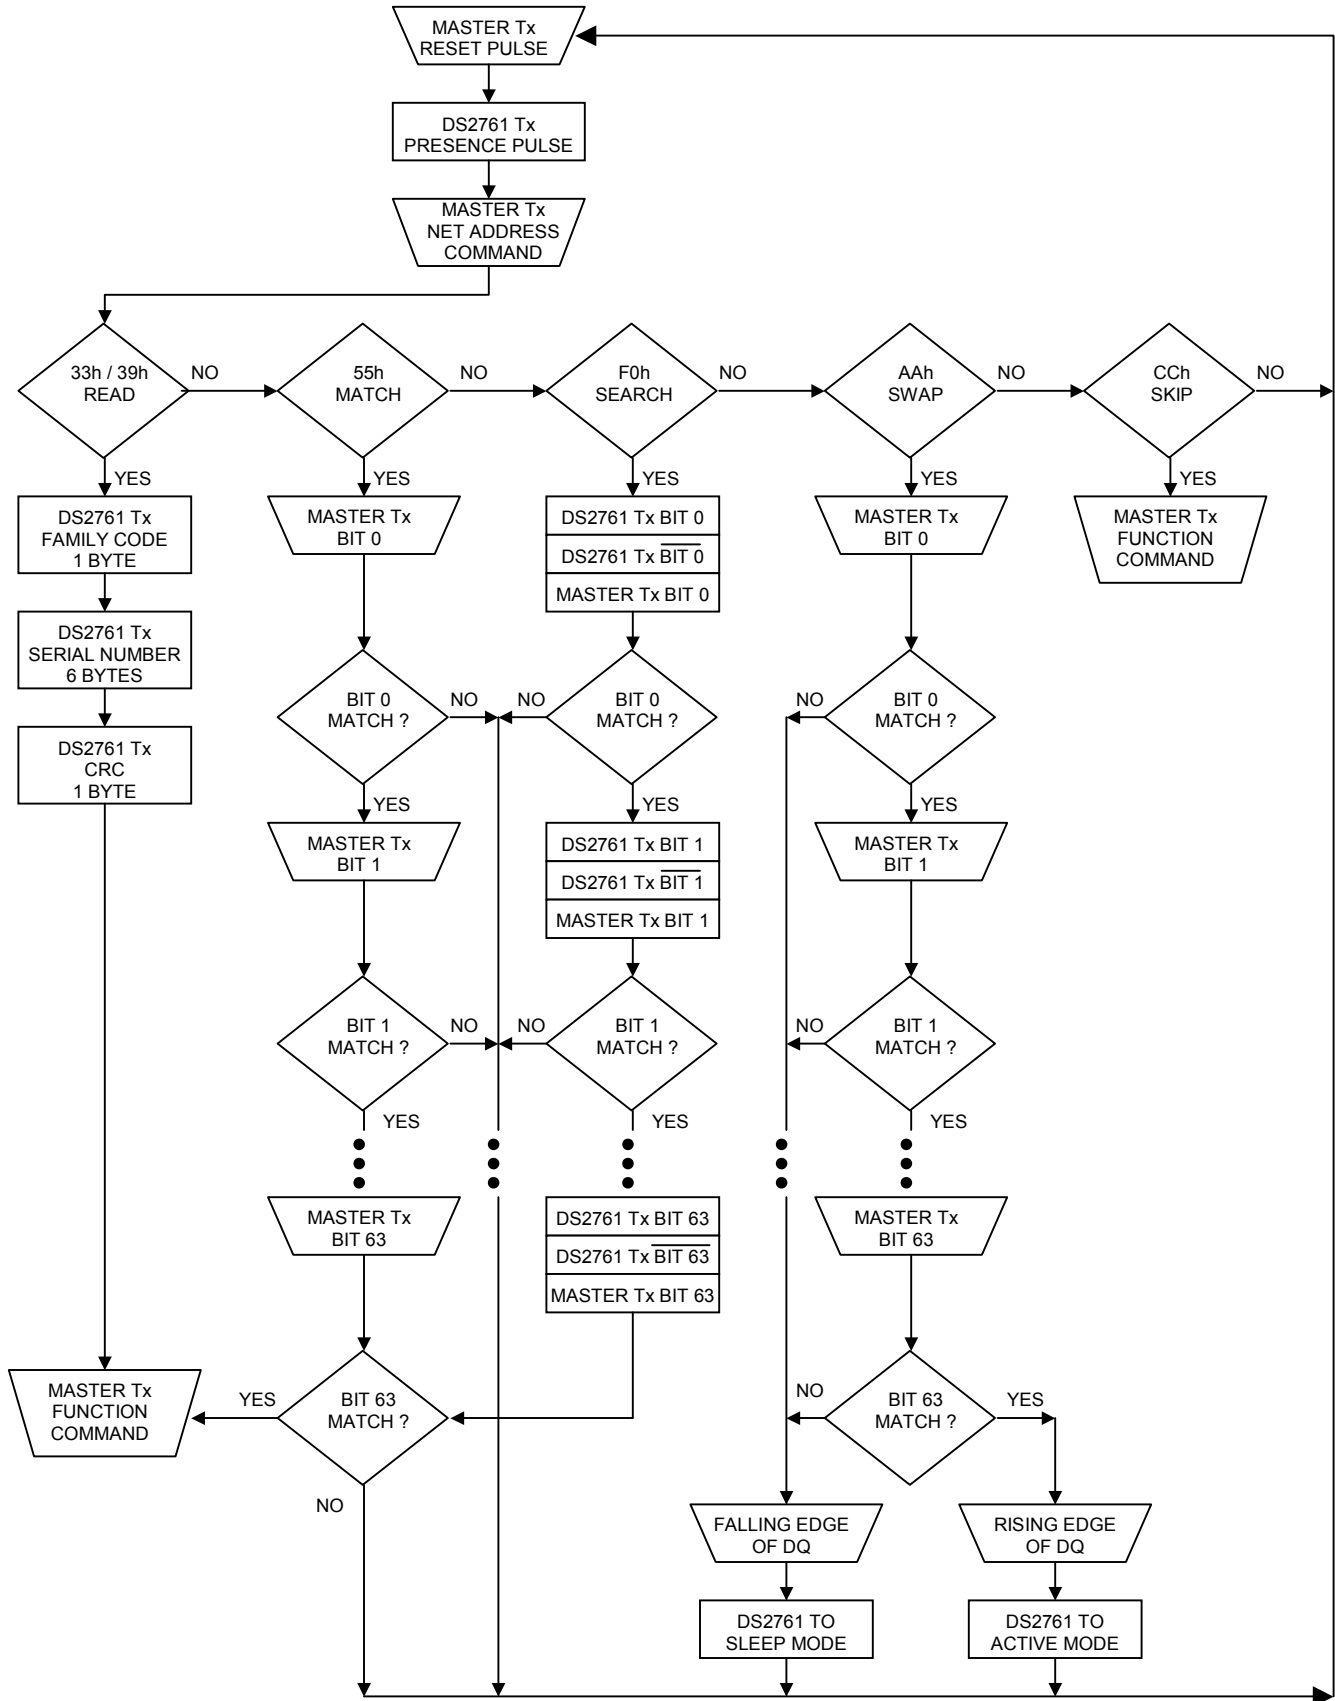 MASTER Tx
RESET PULSE
DS2761 Tx
PRESENCE PULSE
MASTER Tx
NET ADDRESS
COMMAND
33h / 39h
READ
NO
55h
MATCH
NO
F0h
SEARCH
NO
AAh
SWAP
NO
CCh
SKIP
NO
YES
YES
YES
YES
YES
DS2761 Tx
FAMILY CODE
1 BYTE
DS2761 Tx
SERIAL NUMBER
6 BYTES
DS2761 Tx
CRC
1 BYTE
MASTER Tx
BIT 0
BIT 0
MATCH ?
NO
YES
MASTER Tx
BIT 1
BIT 1
MATCH ?
NO
YES
MASTER Tx
BIT 63
BIT 63
MATCH ?
YES
NO
MASTER Tx
FUNCTION
COMMAND
DS2761 Tx BIT 0
DS2761 Tx BIT 0
MASTER Tx BIT 0
BIT 0
MATCH ?
NO
YES
DS2761 Tx BIT 1
DS2761 Tx BIT 1
MASTER Tx BIT 1
BIT 1
MATCH ?
NO
YES
DS2761 Tx BIT 63
DS2761 Tx BIT 63
MASTER Tx BIT 63
MASTER Tx
BIT 0
BIT 0
MATCH ?
NO
YES
MASTER Tx
BIT 1
BIT 1
MATCH ?
NO
YES
MASTER Tx
BIT 63
BIT 63
MATCH ?
NO
YES
FALLING EDGE
OF DQ
RISING EDGE
OF DQ
DS2761 TO
SLEEP MODE
DS2761 TO
ACTIVE MODE
MASTER Tx
FUNCTION
COMMAND